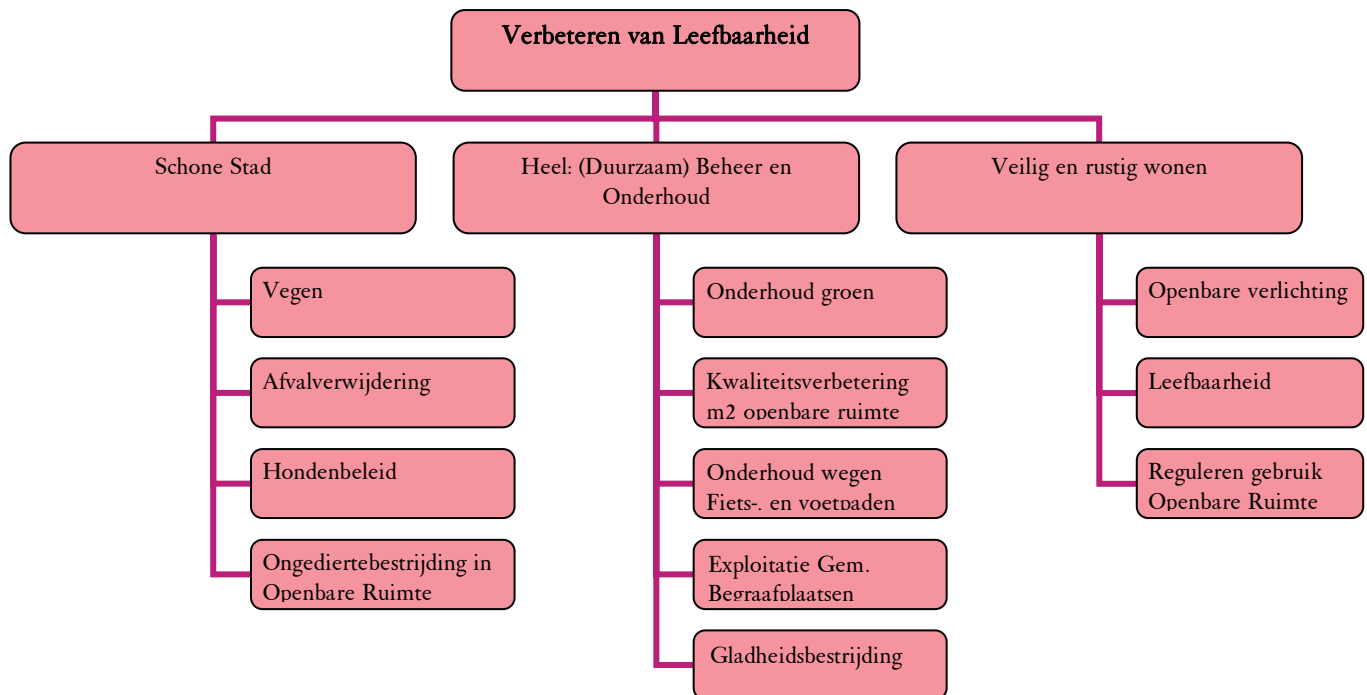 Verbeteren van Leefbaarheid
Schone Stad
Vegen
Afvalverwijdering
Hondenbeleid
Ongediertebestrijding in
Openbare Ruimte
Heel: (Duurzaam) Beheer en
Onderhoud
Onderhoud groen
Kwaliteitsverbetering
m2 openbare ruimte
Onderhoud wegen
Fiets-, en voetpaden
Exploitatie Gem.
Begraafplaatsen
Gladheidsbestrijding
Veilig en rustig wonen
Openbare verlichting
Leefbaarheid
Reguleren gebruik
Openbare Ruimte